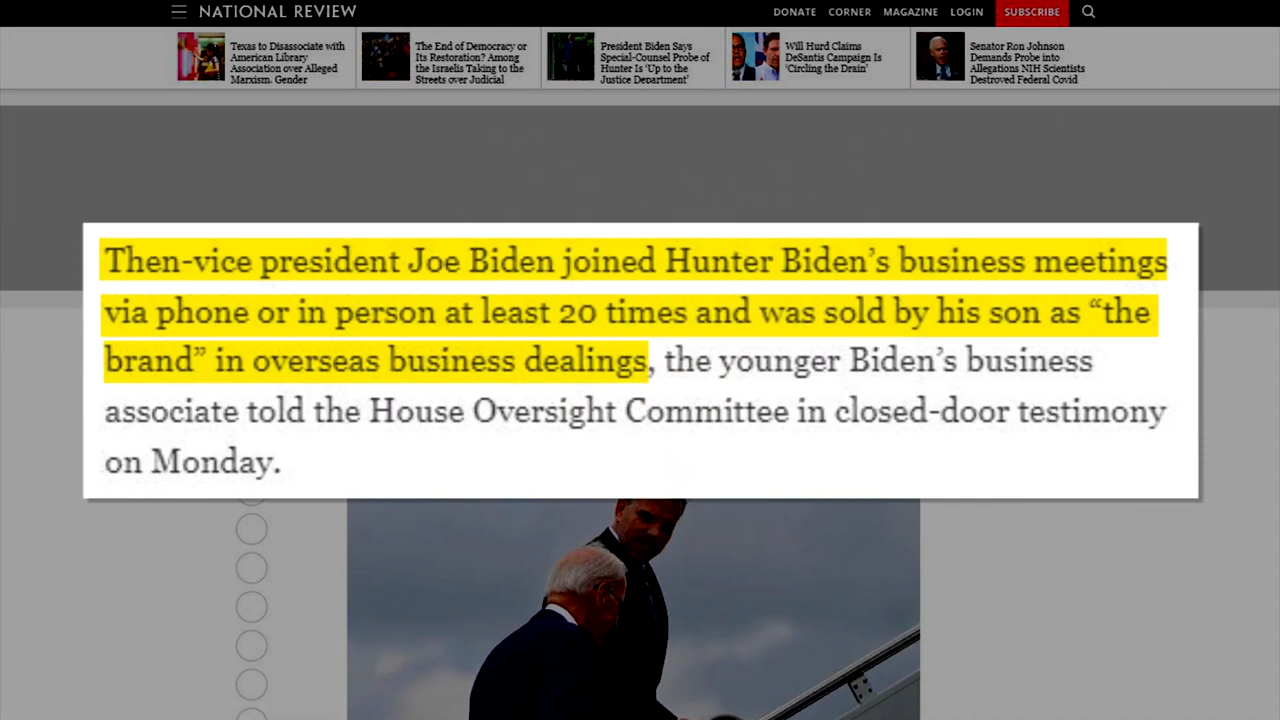 NATIONAL REVIEW
DONATE CORNER MAGAZINE LOGIN SUBSCRIBE
Texas to Disassociate with
American Library
Association over Alleged
Marxism, Gender
The End of Democracy or
Its Restoration? Among
the Israelis Taking to the
Streets over Judicial
President Biden Says
Special-Counsel Probe of
Hunter Is ‘Up to the
Justice Department’
Will Hurd Claims
DeSantis Campaign Is
‘Circling the Drain’
Senator Ron Johnson
Demands Probe into
Allegations NIH Scientists
Destroyed Federal Covid
Then-vice president Joe Biden joined Hunter Biden’s business meetings
via phone or in person at least 20 times and was sold by his son as “the
brand” in overseas business dealings, the younger Biden’s business
associate told the House Oversight Committee in closed-door testimony
on Monday.